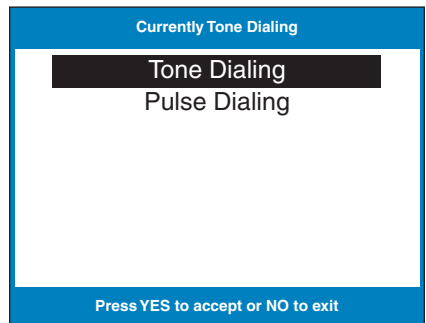 Currently Tone Dialing
Tone Dialing
Pulse Dialing
Press YES to accept or NO to exit